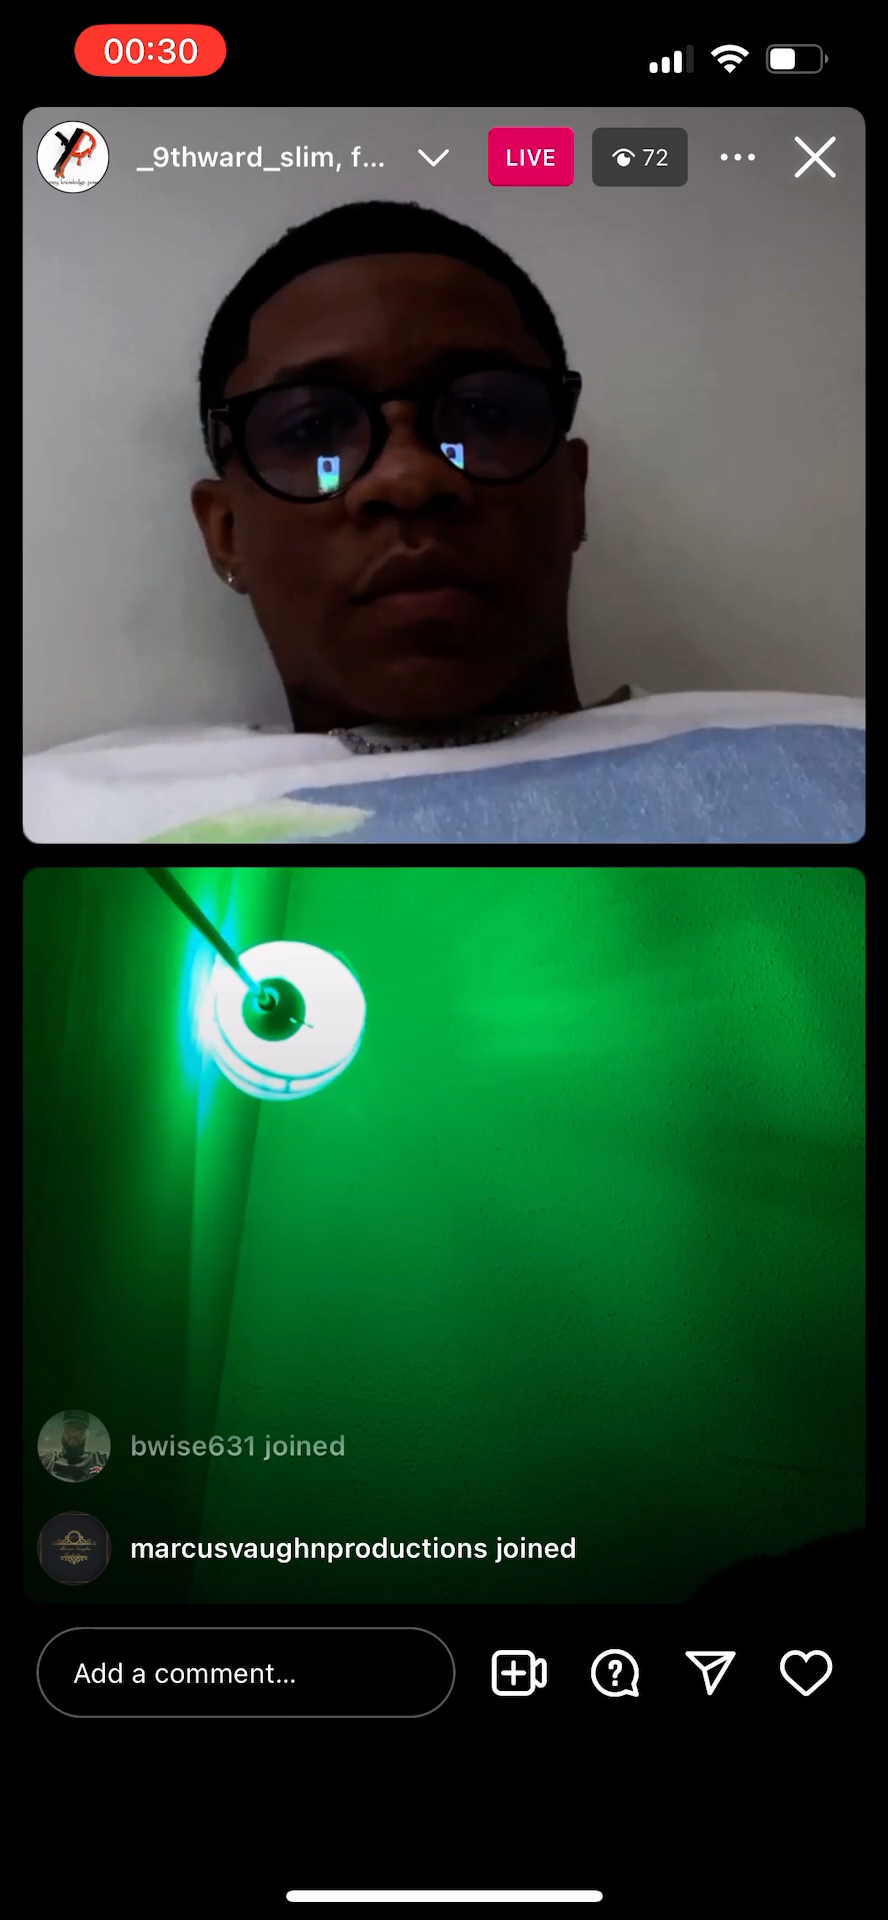 00:30
_9thward_slim, f...
LIVE
72
bwise631 joined
marcusvaughnproductions joined
Add a comment...